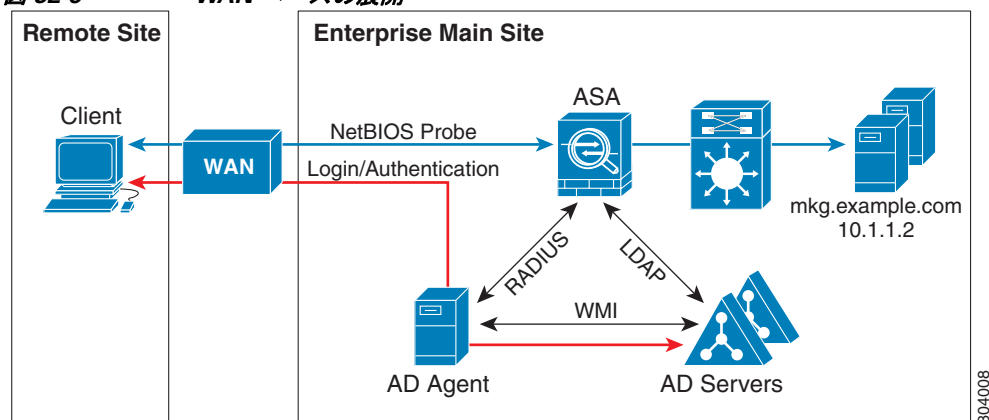 WAN
Remote Site
Enterprise Main Site
Client
ASA
NetBIOS Probe
WAN
Login/Authentication
mkg.example.com
10.1.1.2
RADIUS
LDAP
WMI
AD Agent
AD Servers
304008